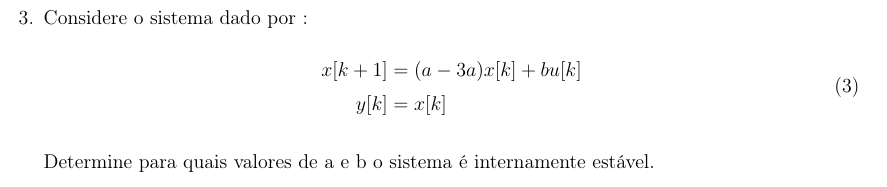 3. Considere o sistema dado por :
x[k + 1] = (a − 3a)x[k] + bu[k]
y[k] = x[k]
(3)
Determine para quais valores de a e b o sistema é internamente estável.